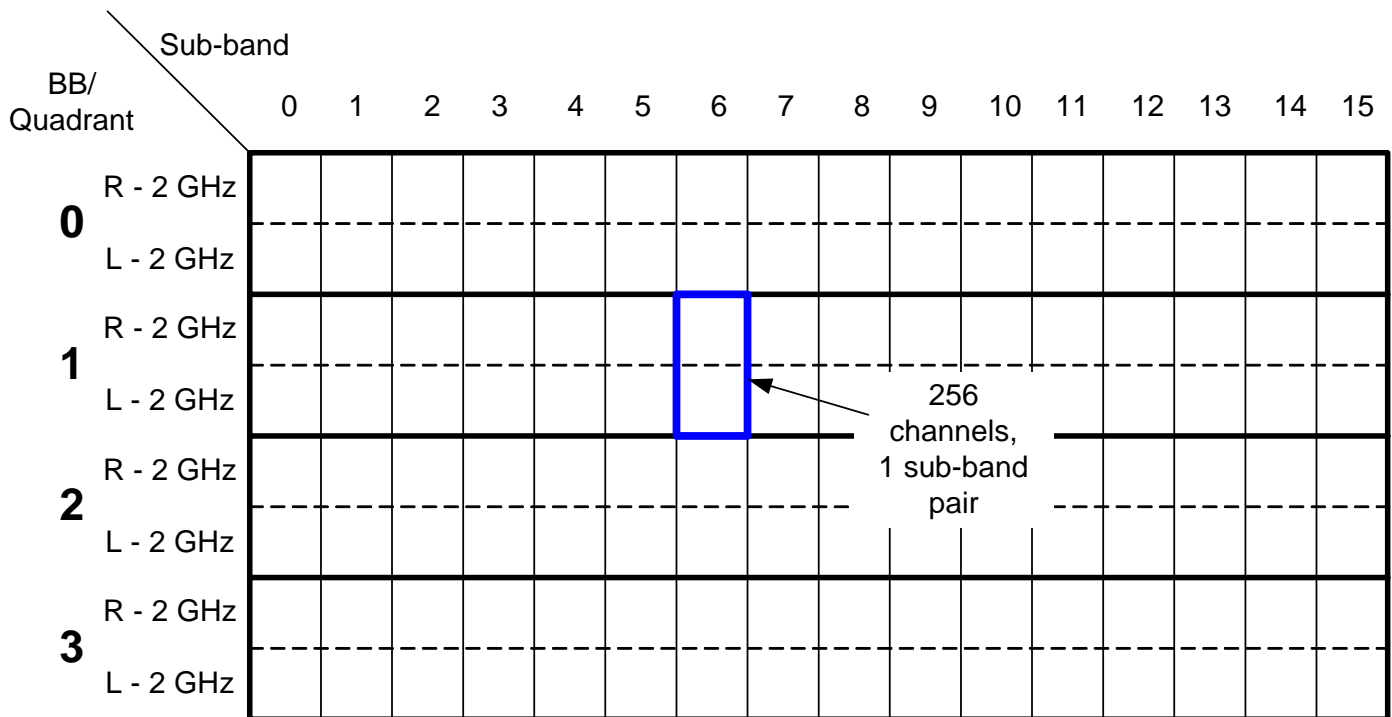 Sub-band
BB/
Quadrant
0 1 2 3 4 5 6 7 8 9 10 11 12 13 14 15
R - 2 GHz
0
L - 2 GHz
R - 2 GHz
1
L - 2 GHz
256
channels,
1 sub-band
pair
R - 2 GHz
2
L - 2 GHz
R - 2 GHz
3
L - 2 GHz